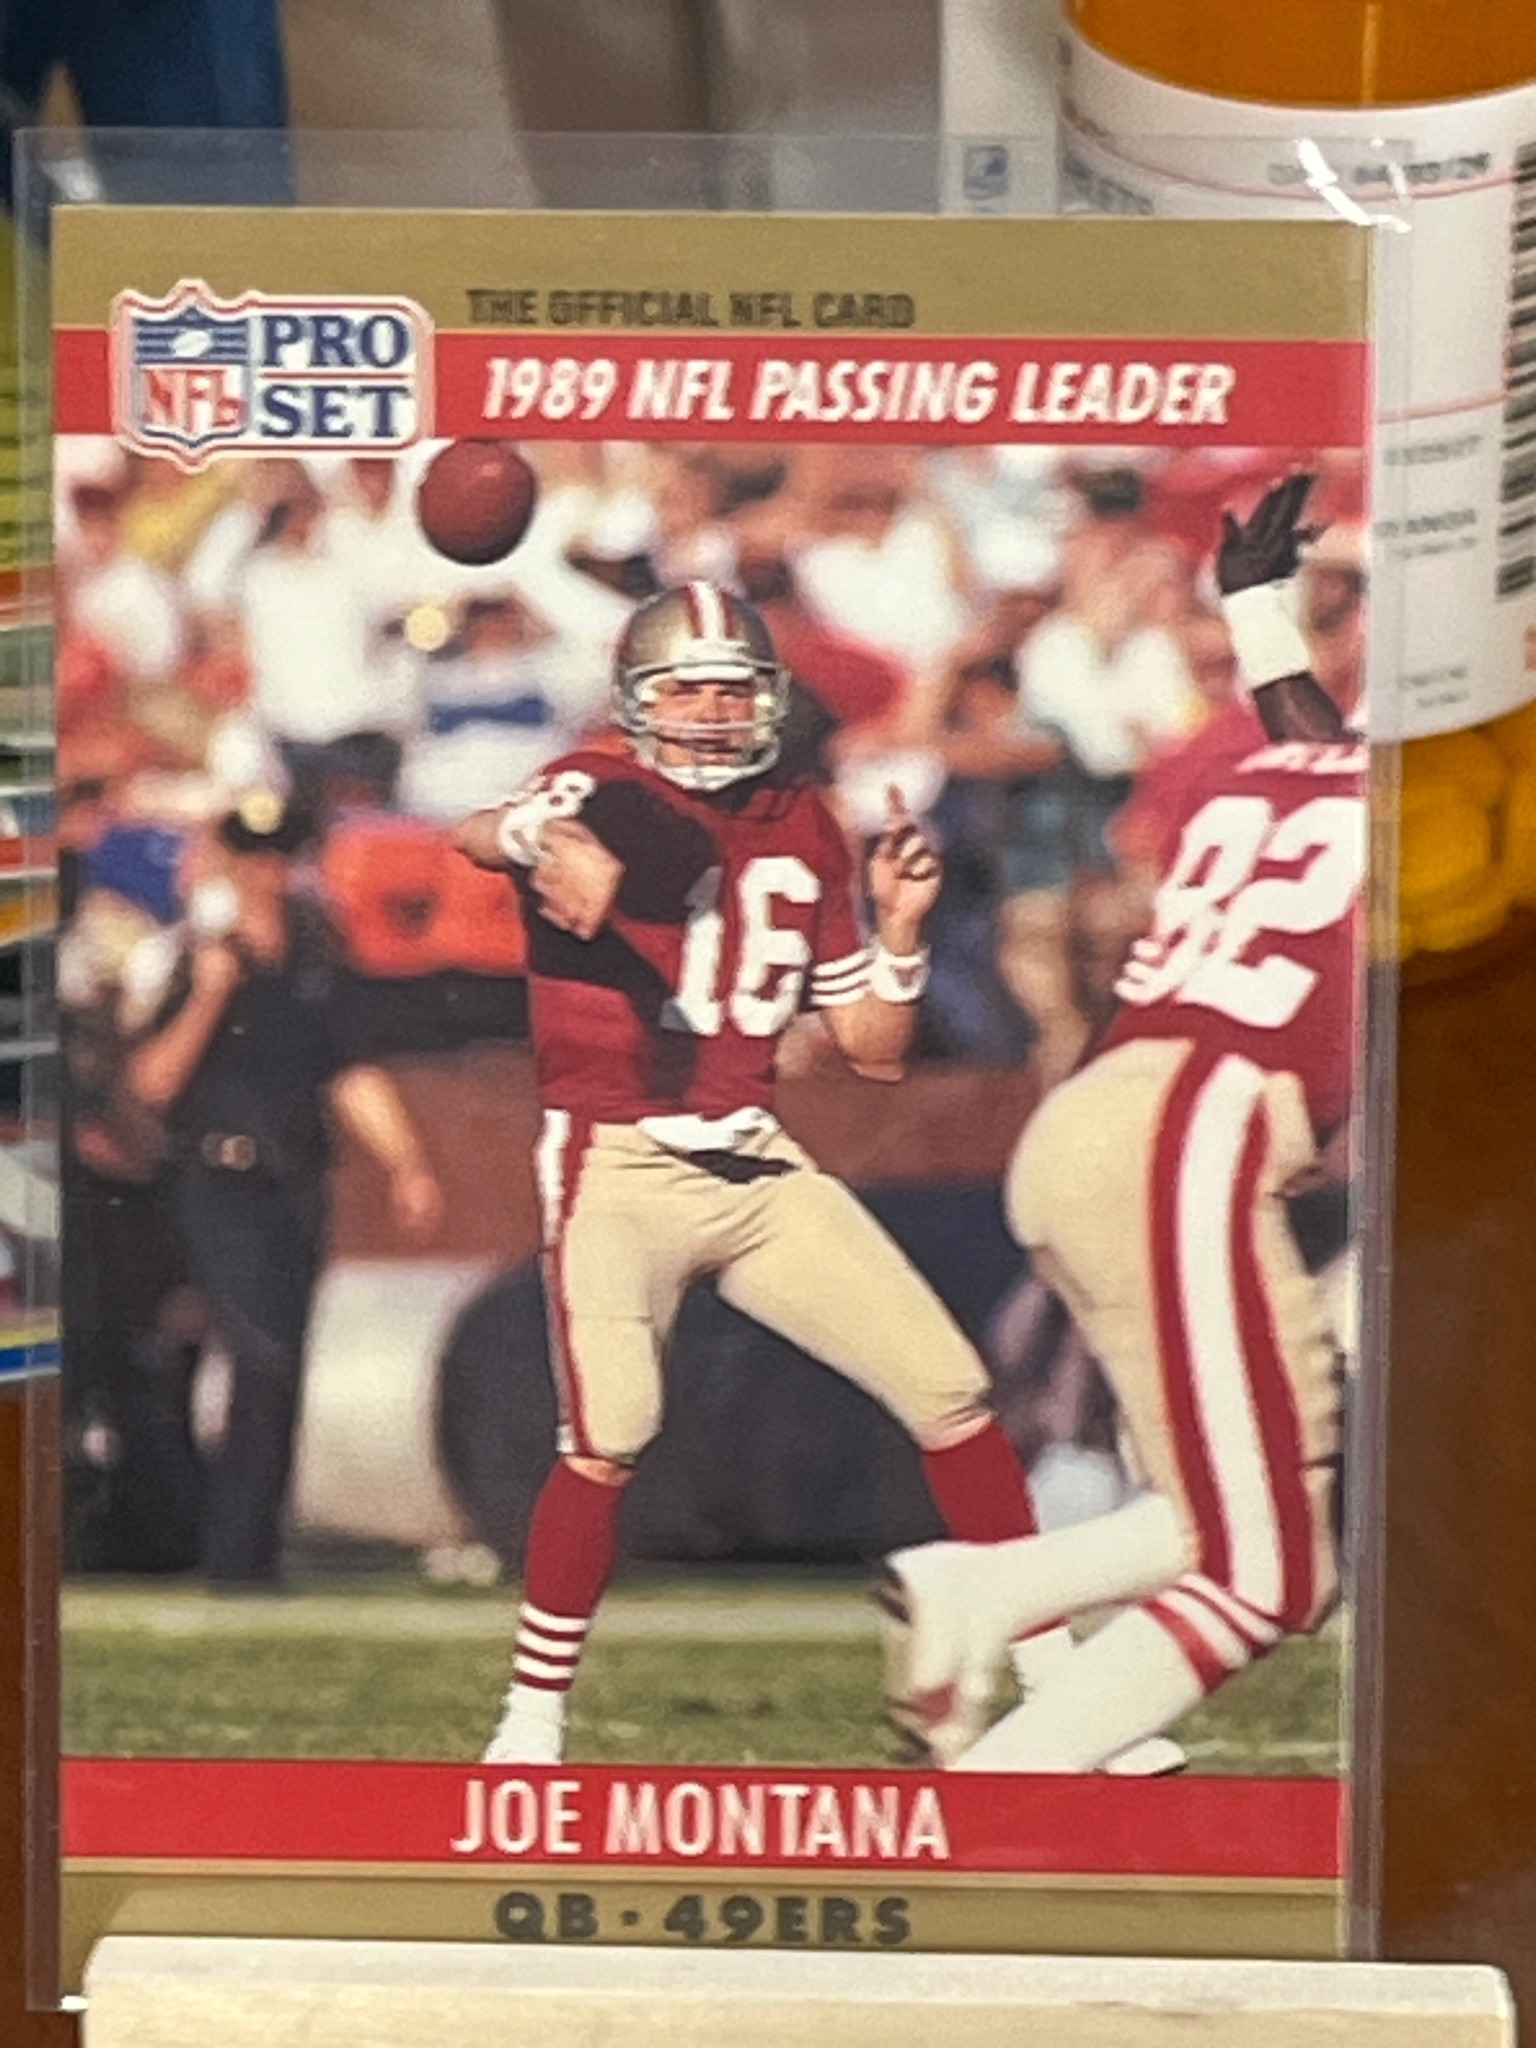 THE OFFICIAL NFL CARD
NFL
PRO
SET
1989 NFL PASSING LEADER
16
82
JOE MONTANA
QB · 49ERS